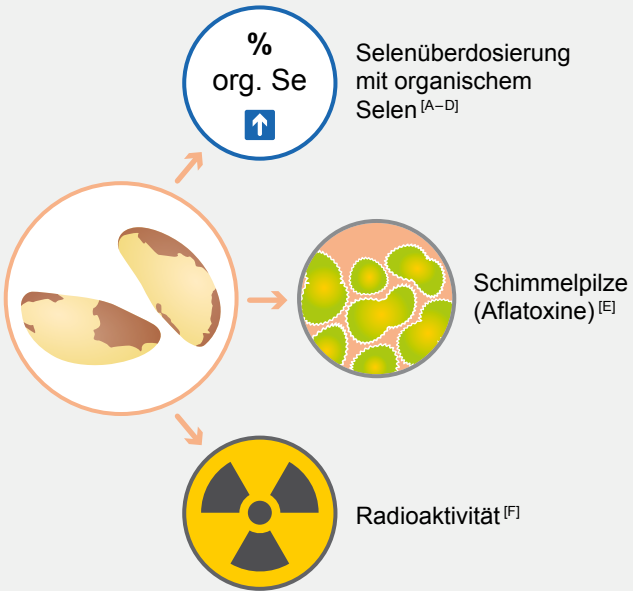 %
org. Se
Selenüberdosierung
mit organischem
Selen [A–D]
Schimmelpilze
(Aflatoxine) [E]
Radioaktivität [F]